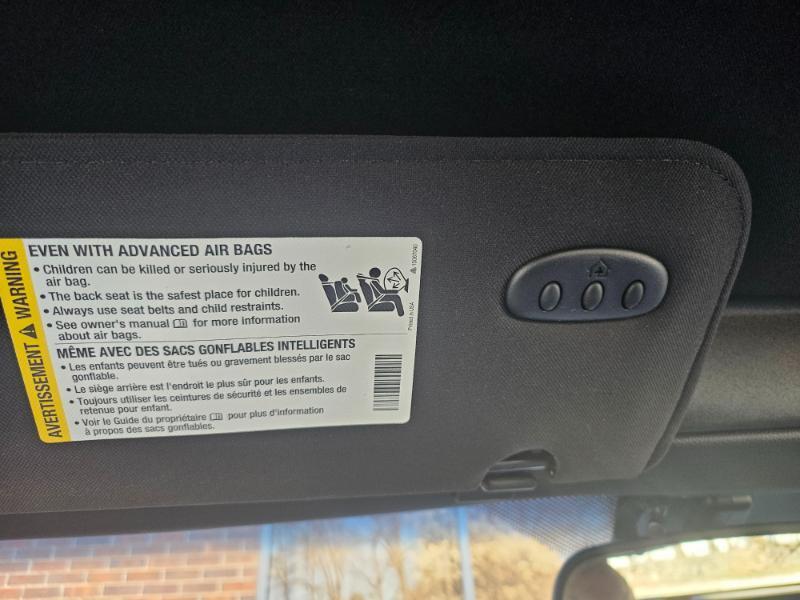 EVEN WITH ADVANCED AIR BAGS
• Children can be killed or seriously injured by the
air bag.
• The back seat is the safest place for children.
• Always use seat belts and child restraints.
• See owner's manual for more information
about air bags.
MÊME AVEC DES SACS GONFLABLES INTELLIGENTS
• Les enfants peuvent être tués ou gravement blessés par le sac
gonflable.
• Le siège arrière est l'endroit le plus sûr pour les enfants.
• Toujours utiliser les ceintures de sécurité et les ensembles de
retenue pour enfant.
• Voir le Guide du propriétaire pour plus d'information
à propos des sacs gonflables.
AVERTISSEMENT WARNING
Printed in USA